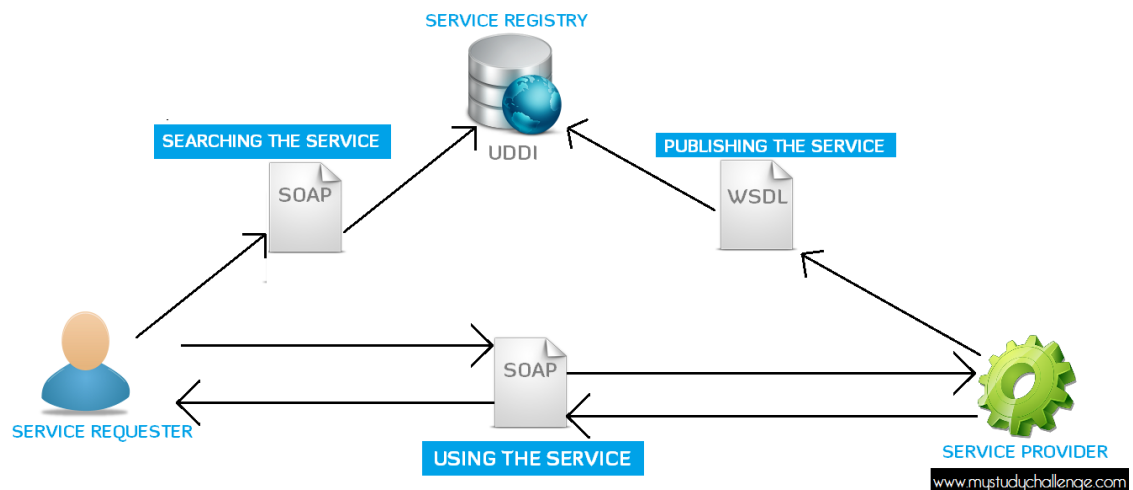 SERVICE REGISTRY
SEARCHING THE SERVICE
UDDI
PUBLISHING THE SERVICE
SOAP
WSDL
SOAP
SERVICE REQUESTER
USING THE SERVICE
SERVICE PROVIDER
www.mystudychallenge.com